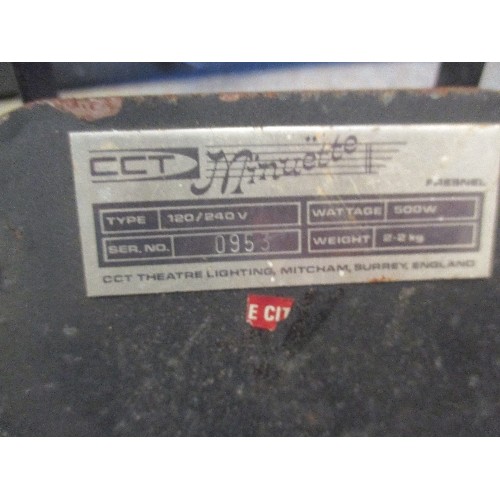 CCT Minuëtte
FRESNEL
TYPE 120/240 V WATTAGE 500W
SER. NO. 0953 WEIGHT 2-2 kg
CCT THEATRE LIGHTING, MITCHAM, SURREY, ENGLAND
E CIT